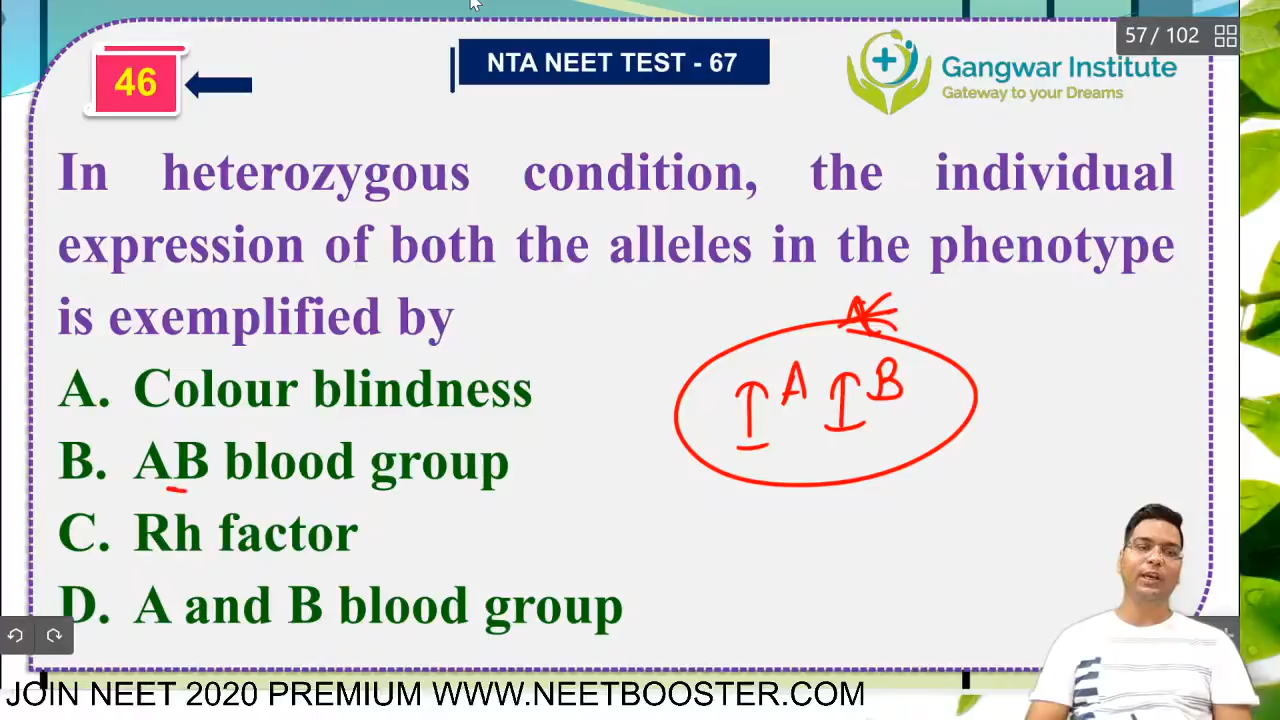 57 / 102
46
NTA NEET TEST - 67
Gangwar Institute
Gateway to your Dreams
In heterozygous condition, the individual
expression of both the alleles in the phenotype
is exemplified by
A. Colour blindness
B. AB blood group
C. Rh factor
D. A and B blood group
I^A I^B
JOIN NEET 2020 PREMIUM WWW.NEETBOOSTER.COM